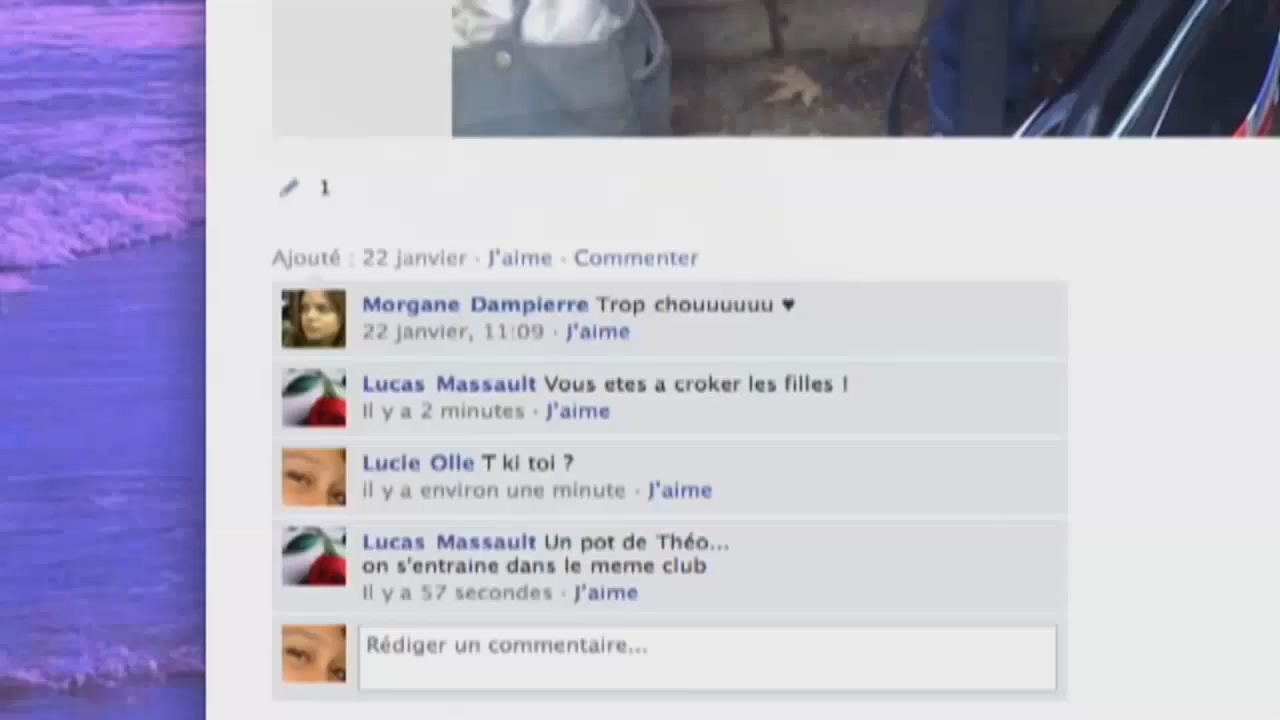 1
Ajouté : 22 janvier · J'aime · Commenter
Morgane Dampierre Trop chouuuuuu ♥
22 janvier, 11:09 · J'aime
Lucas Massault Vous etes a croker les filles !
Il y a 2 minutes · J'aime
Lucie Olle T ki toi ?
il y a environ une minute · J'aime
Lucas Massault Un pot de Théo...
on s'entraine dans le meme club
Il y a 57 secondes · J'aime
Rédiger un commentaire...